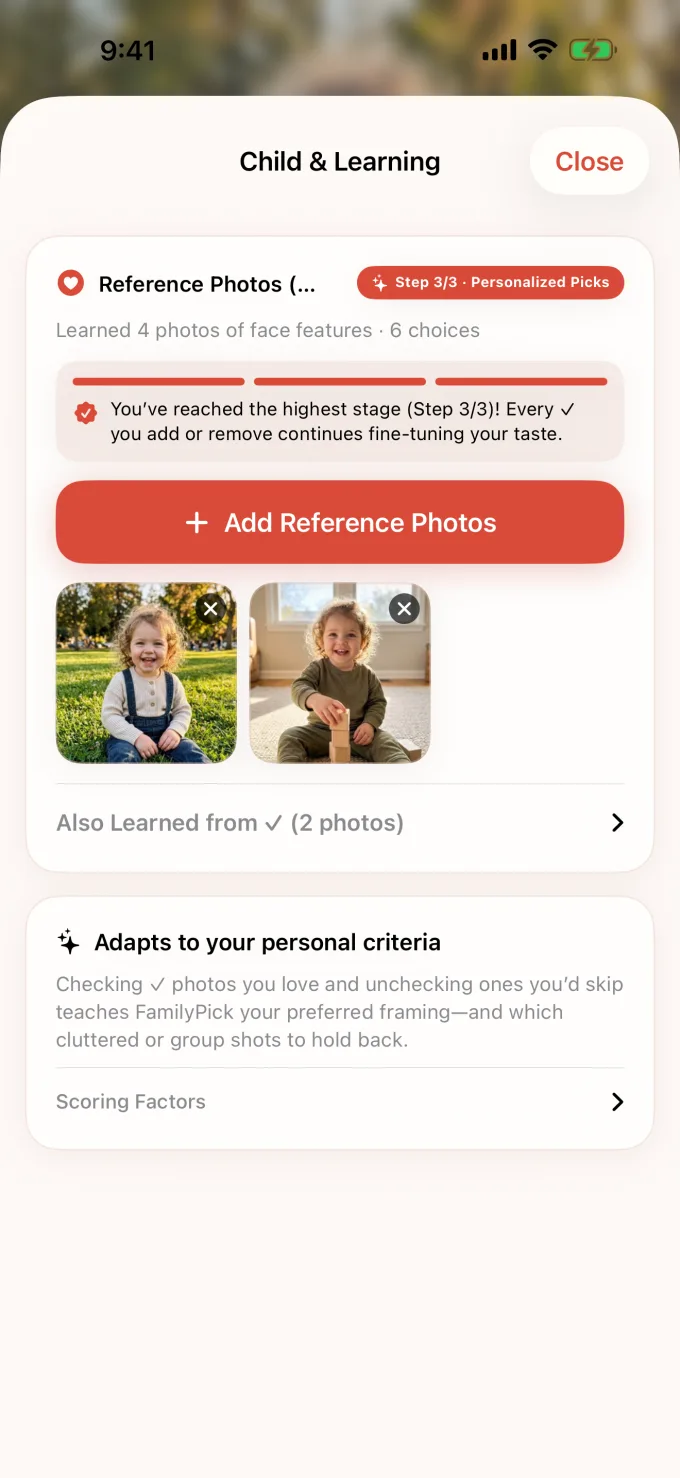 9:41
Child & Learning
Close
Reference Photos (...
Step 3/3 · Personalized Picks
Learned 4 photos of face features · 6 choices
You’ve reached the highest stage (Step 3/3)! Every ✓
you add or remove continues fine-tuning your taste.
+ Add Reference Photos
Also Learned from ✓ (2 photos)
Adapts to your personal criteria
Checking ✓ photos you love and unchecking ones you’d skip
teaches FamilyPick your preferred framing—and which
cluttered or group shots to hold back.
Scoring Factors